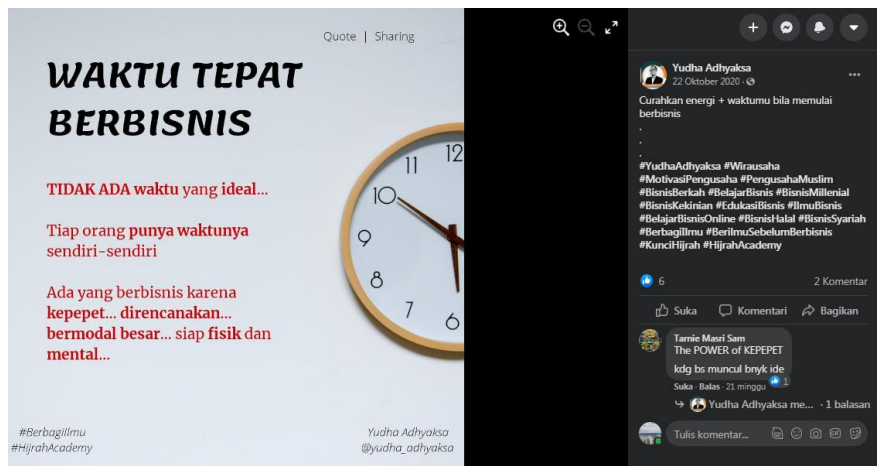 Quote | Sharing
WAKTU TEPAT
BERBISNIS
TIDAK ADA waktu yang ideal...
Tiap orang punya waktunya
sendiri-sendiri
Ada yang berbisnis karena
kepepet... direncanakan...
bermodal besar... siap fisik dan
mental...
12
11
10
9
8
7
6
#BerbagiIlmu
#HijrahAcademy
Yudha Adhyaksa
@yudha_adhyaksa
Yudha Adhyaksa
22 Oktober 2020 ·
Curahkan energi + waktumu bila memulai
berbisnis
.
.
.
#YudhaAdhyaksa #Wirausaha
#MotivasiPengusaha #PengusahaMuslim
#BisnisBerkah #BelajarBisnis #BisnisMillenial
#BisnisKekinian #EdukasiBisnis #IlmuBisnis
#BelajarBisnisOnline #BisnisHalal #BisnisSyariah
#BerbagiIlmu #BerilmuSebelumBerbisnis
#KunciHijrah #HijrahAcademy
6
2 Komentar
Suka Komentari Bagikan
Tarnie Masri Sam
The POWER of KEPEPET
kdg bs muncul bnyk ide
Suka · Balas · 21 minggu
1
Yudha Adhyaksa me... · 1 balasan
Tulis komentar...
GIF